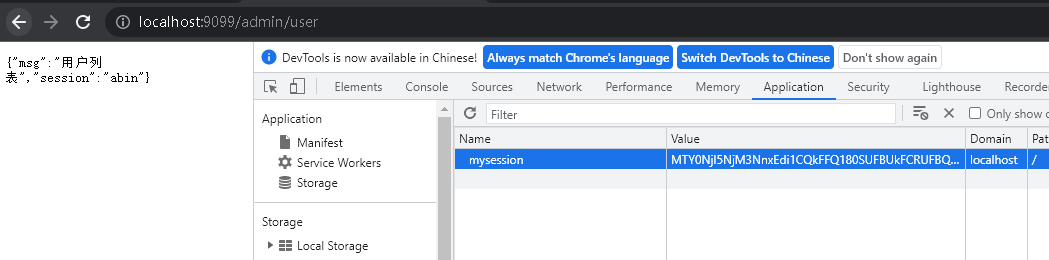 localhost:9099/admin/user
{"msg":"用户列
表","session":"abin"}
DevTools is now available in Chinese! Always match Chrome's language Switch DevTools to Chinese Don't show again
Elements Console Sources Network Performance Memory Application Security Lighthouse Recorder
Application
Manifest
Service Workers
Storage
Storage
Local Storage
Filter Only show c
Name Value Domain Pat
mysession localhost /